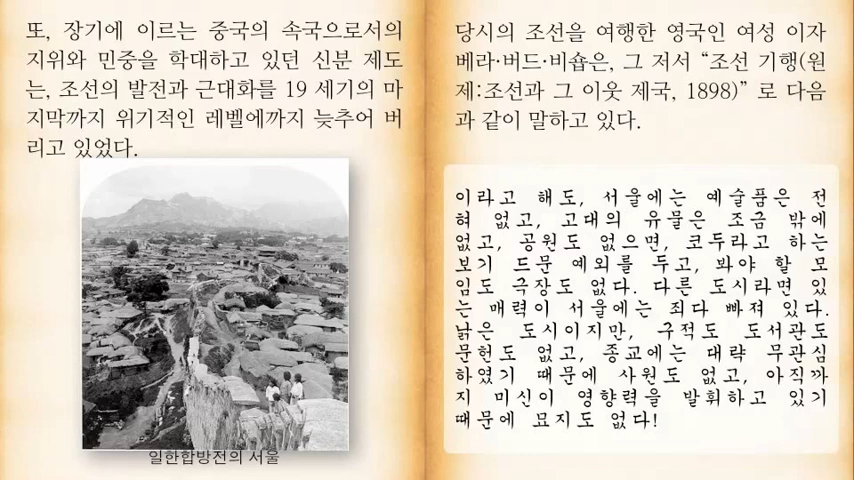 또, 장기에 이르는 중국의 속국으로서의
지위와 민중을 학대하고 있던 신분 제도
는, 조선의 발전과 근대화를 19 세기의 마
지막까지 위기적인 레벨에까지 늦추어 버
리고 있었다.
일한합방전의 서울
당시의 조선을 여행한 영국인 여성 이자
베라·버드·비숍은, 그 저서 “조선 기행(원
제:조선과 그 이웃 제국, 1898)” 로 다음
과 같이 말하고 있다.
이라고 해도, 서울에는 예술품은 전
혀 없고, 고대의 유물은 조금 밖에
없고, 공원도 없으면, 코두라고 하는
보기 드문 예외를 두고, 봐야 할 모
임도 극장도 없다. 다른 도시라면 있
는 매력이 서울에는 죄다 빠져 있다.
낡은 도시이지만, 구적도 도서관도
문헌도 없고, 종교에는 대략 무관심
하였기 때문에 사원도 없고, 아직까
지 미신이 영향력을 발휘하고 있기
때문에 묘지도 없다!